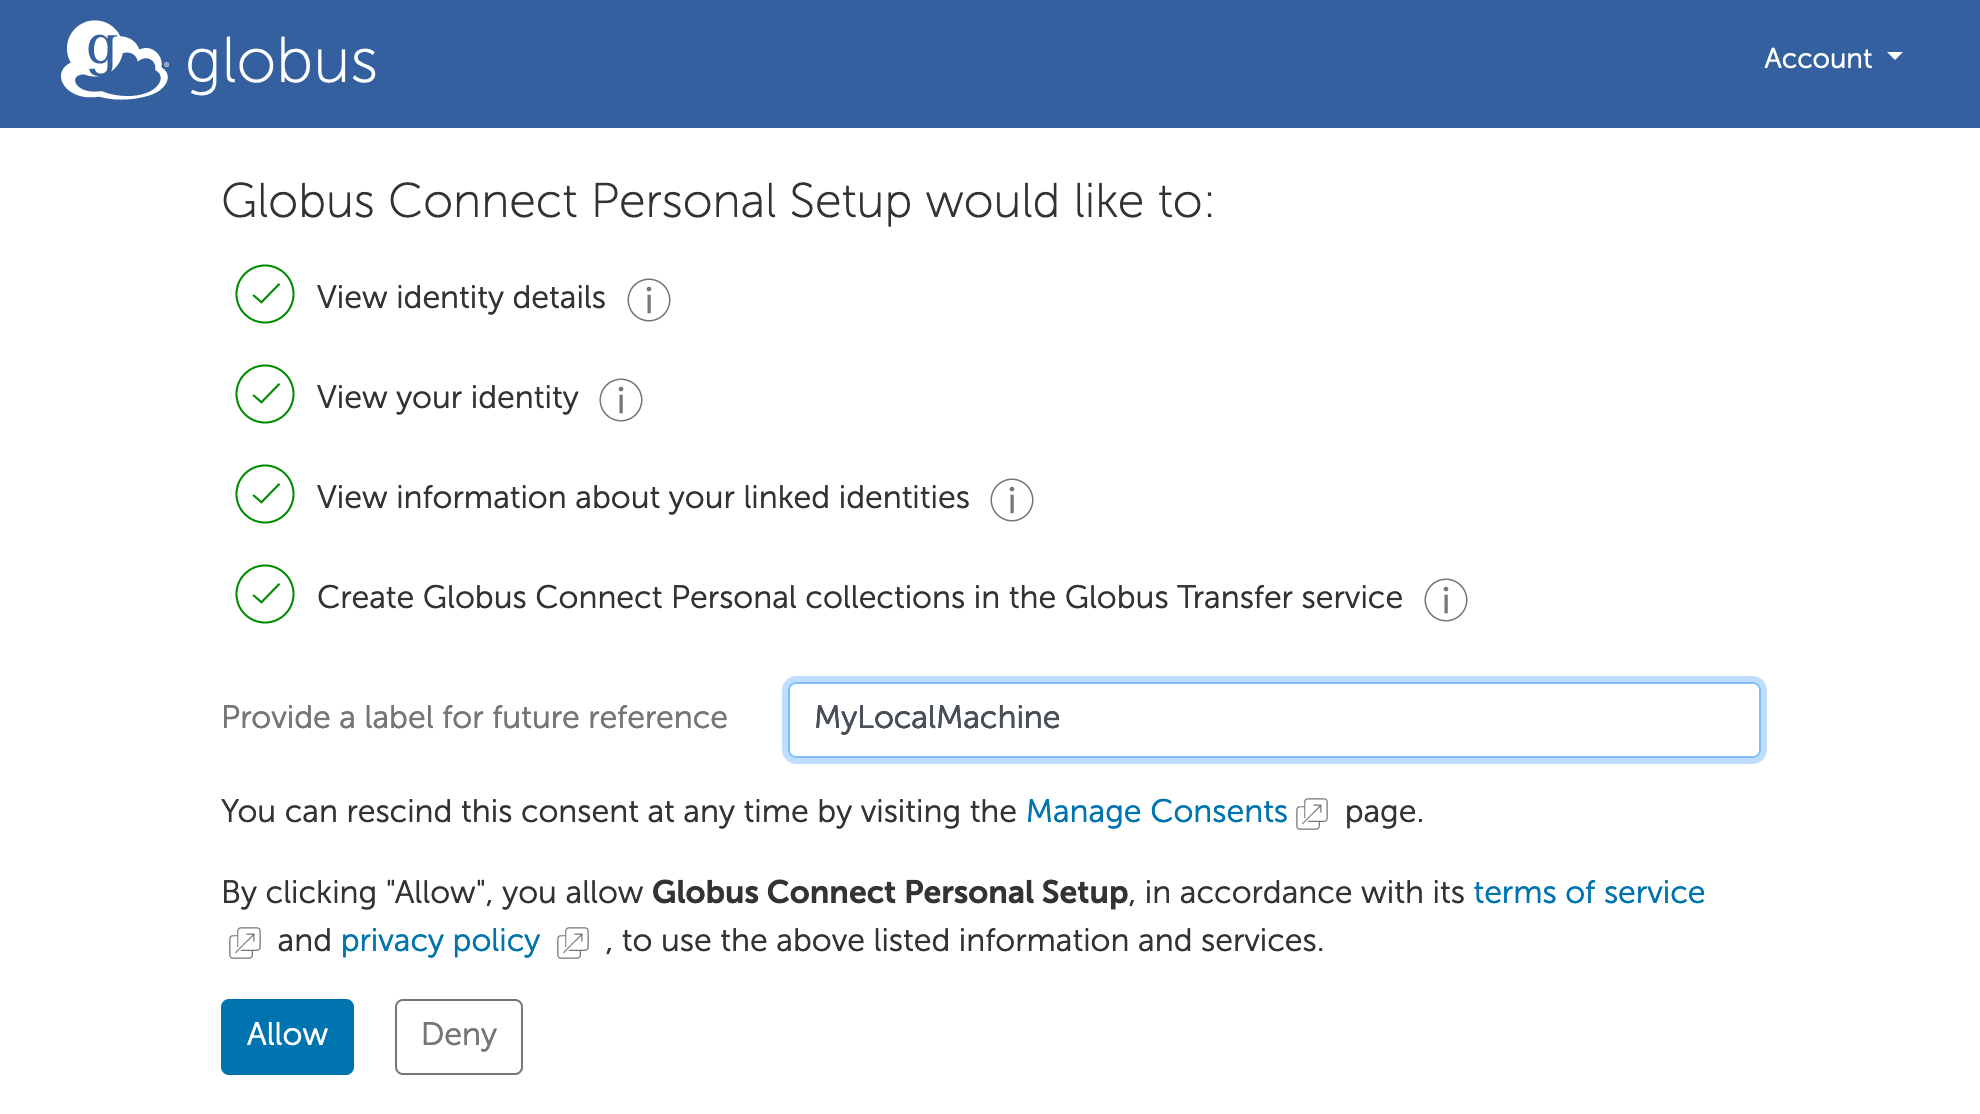 globus
Account
Globus Connect Personal Setup would like to:
View identity details
View your identity
View information about your linked identities
Create Globus Connect Personal collections in the Globus Transfer service
Provide a label for future reference MyLocalMachine
You can rescind this consent at any time by visiting the Manage Consents page.
By clicking "Allow", you allow Globus Connect Personal Setup, in accordance with its terms of service
and privacy policy , to use the above listed information and services.
Allow Deny